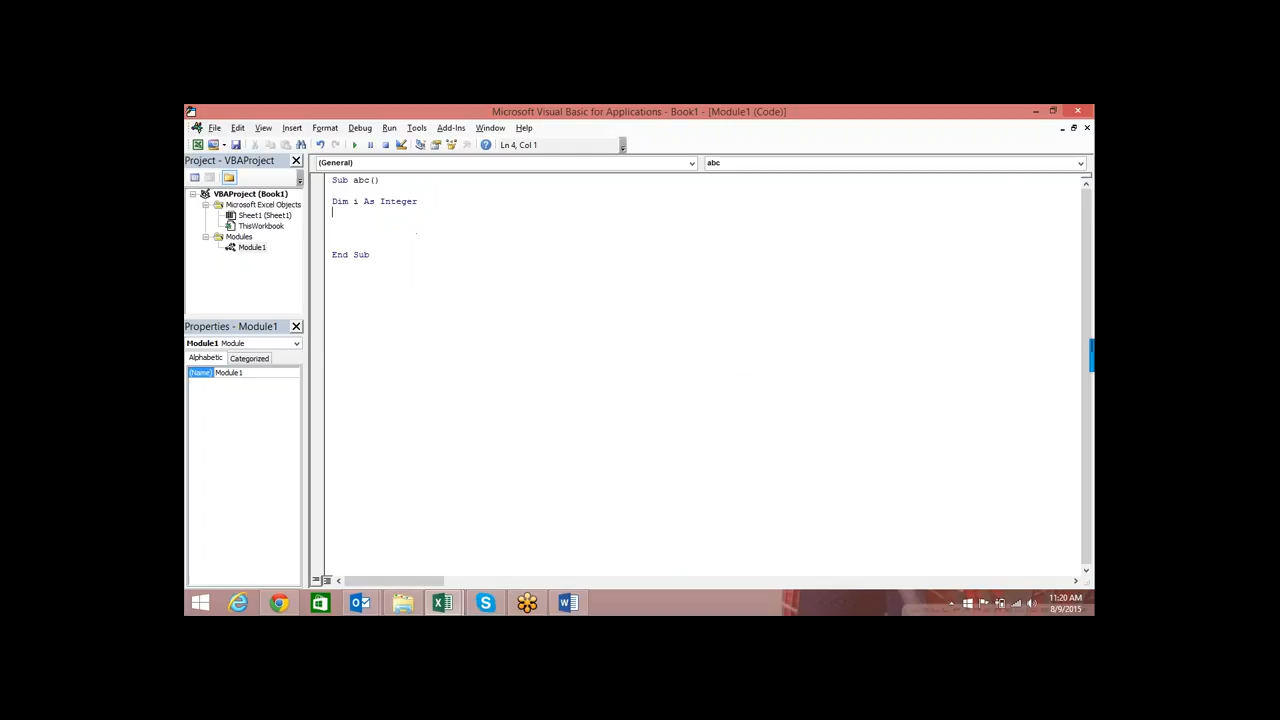 Microsoft Visual Basic for Applications - Book1 - [Module1 (Code)]
File Edit View Insert Format Debug Run Tools Add-Ins Window Help
Ln 4, Col 1
Project - VBAProject
(General)
abc
VBAProject (Book1)
Microsoft Excel Objects
Sheet1 (Sheet1)
ThisWorkbook
Modules
Module1
Sub abc()
Dim i As Integer
End Sub
Properties - Module1
Module1 Module
Alphabetic Categorized
(Name) Module1
11:20 AM
8/9/2015